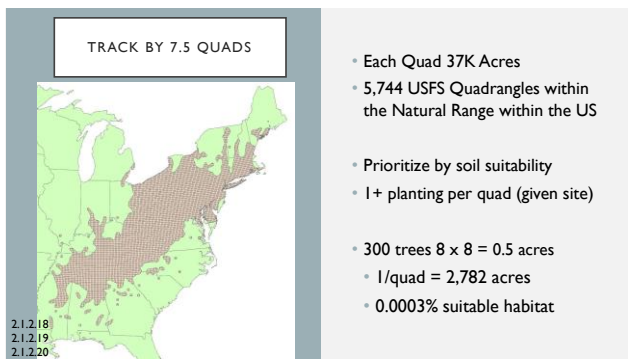 TRACK BY 7.5 QUADS
• Each Quad 37K Acres
• 5,744 USFS Quadrangles within
the Natural Range within the US
• Prioritize by soil suitability
• 1+ planting per quad (given site)
• 300 trees 8 x 8 = 0.5 acres
• 1/quad = 2,782 acres
• 0.0003% suitable habitat
2.1.2.18
2.1.2.19
2.1.2.20